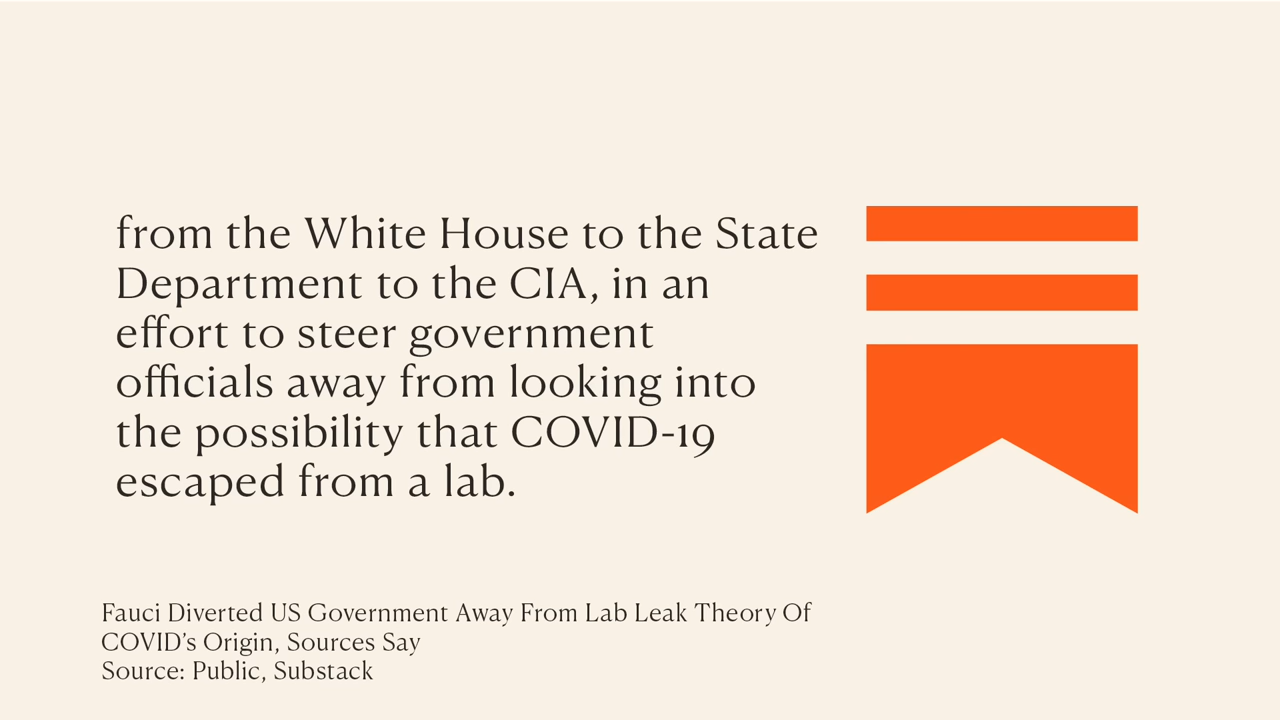 from the White House to the State
Department to the CIA, in an
effort to steer government
officials away from looking into
the possibility that COVID-19
escaped from a lab.
Fauci Diverted US Government Away From Lab Leak Theory Of
COVID’s Origin, Sources Say
Source: Public, Substack